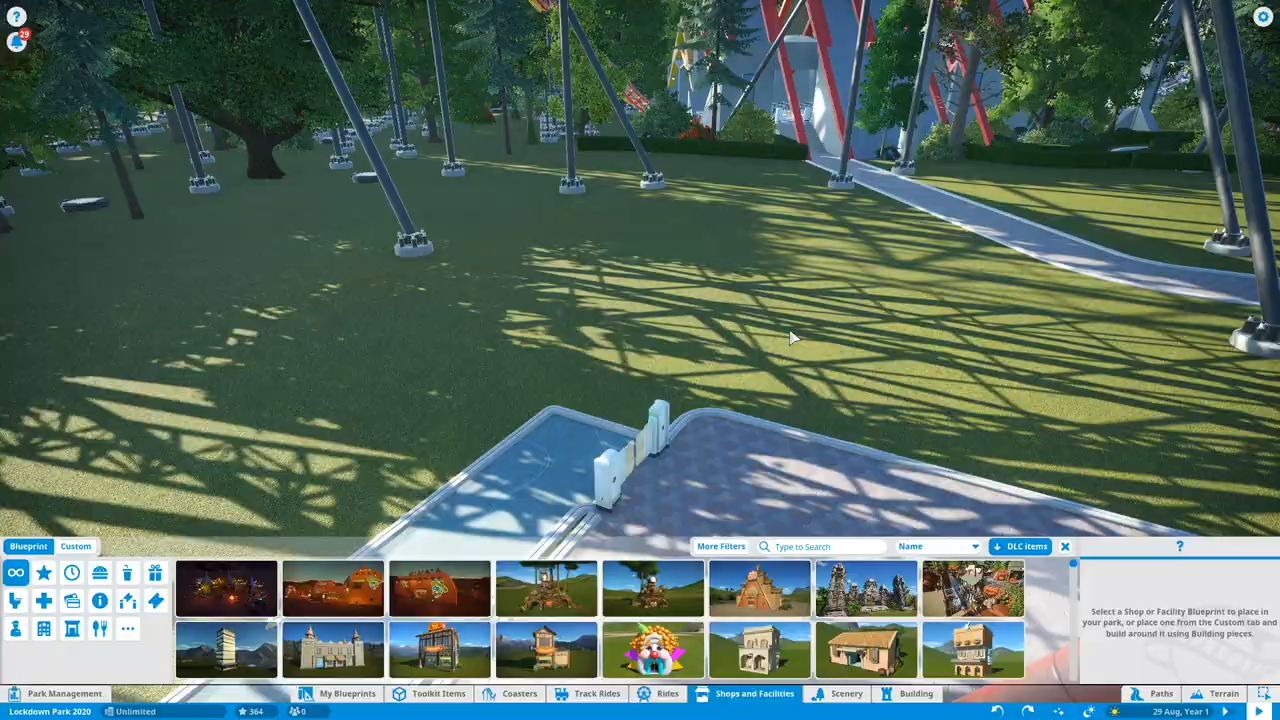 ?
29
Blueprint Custom
More Filters Type to Search Name DLC items ?
Select a Shop or Facility Blueprint to place in
your park, or place one from the Custom tab and
build around it using Building pieces.
Park Management My Blueprints Toolkit Items Coasters Track Rides Rides Shops and Facilities Scenery Building Paths Terrain
Lockdown Park 2020 Unlimited 364 0 29 Aug, Year 1